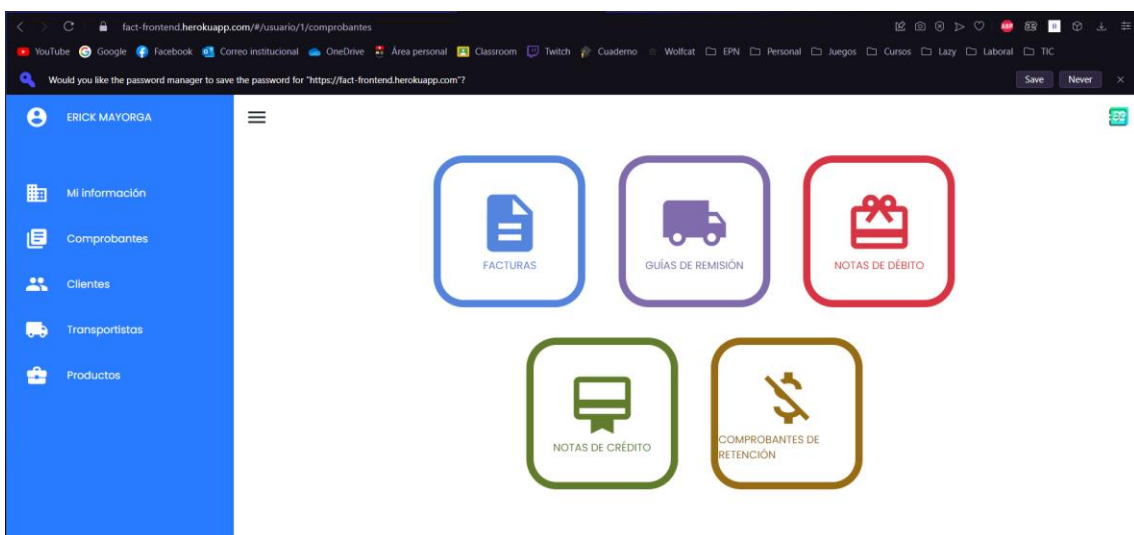 fact-frontend.herokuapp.com/#/usuario/1/comprobantes
YouTube Google Facebook Correo institucional OneDrive Área personal Classroom Twitch Cuaderno Wolfcat EPN Personal Juegos Cursos Lazy Laboral TIC
Would you like the password manager to save the password for "https://fact-frontend.herokuapp.com"? Save Never
ERICK MAYORGA
Mi información
Comprobantes
Clientes
Transportistas
Productos
FACTURAS
GUÍAS DE REMISIÓN
NOTAS DE DÉBITO
NOTAS DE CRÉDITO
COMPROBANTES DE
RETENCIÓN